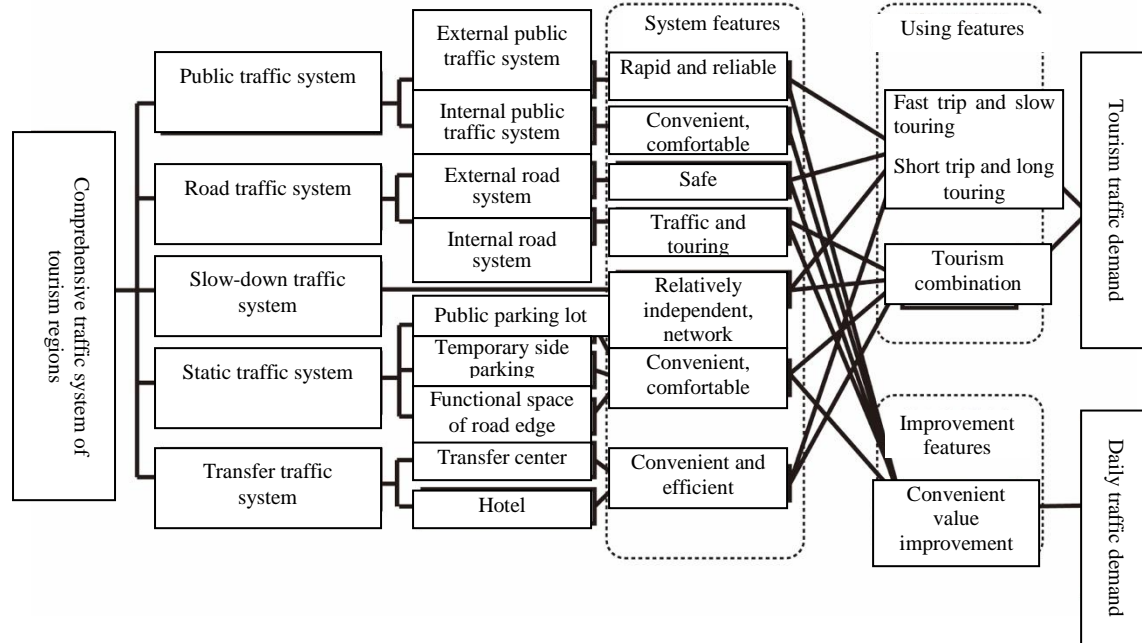 Comprehensive traffic system of
tourism regions
Public traffic system
Road traffic system
Slow-down traffic
system
Static traffic system
Transfer traffic
system
External public
traffic system
Internal public
traffic system
External road
system
Internal road
system
Public parking lot
Temporary side
parking
Functional space
of road edge
Transfer center
Hotel
System features
Rapid and reliable
Convenient,
comfortable
Safe
Traffic and
touring
Relatively
independent,
network
Convenient,
comfortable
Convenient and
efficient
Using features
Fast trip and slow
touring
Short trip and long
touring
Tourism
combination
Improvement
features
Convenient
value
improvement
Tourism traffic demand
Daily traffic demand